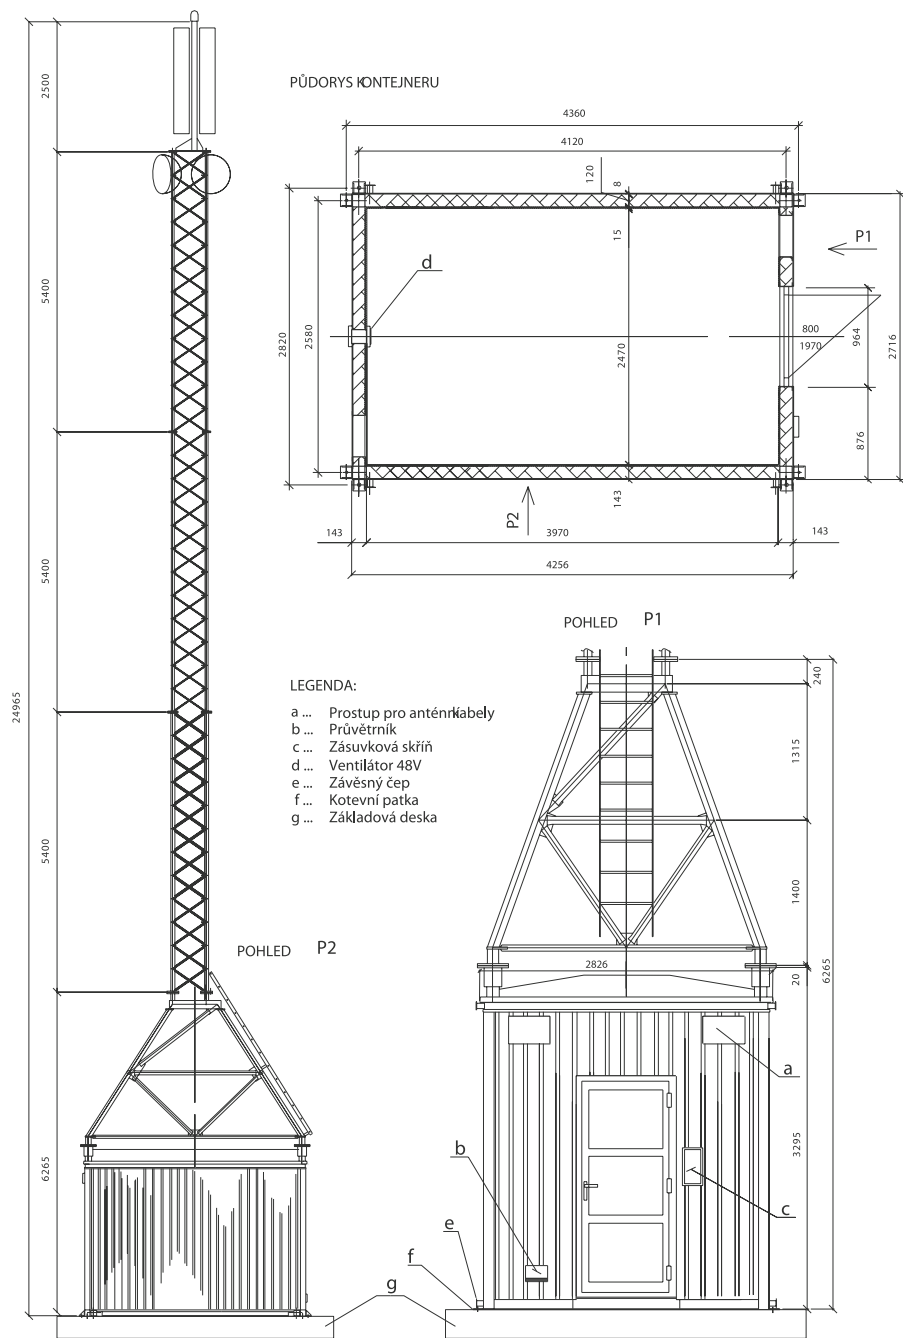 PŮDORYS KONTEJNERU
4360
4120
120
8
15
P1
d
2820
2580
2470
800
1970
964
2716
876
143
P2
143
3970
143
4256
2500
5400
5400
5400
24965
6265
POHLED P2
POHLED P1
LEGENDA:
a ... Prostup pro anténní kabely
b ... Průvětrník
c ... Zásuvková skříň
d ... Ventilátor 48V
e ... Závěsný čep
f ... Kotevní patka
g ... Základová deska
240
1315
1400
6265
2826
20
a
3295
b
c
e
f
g